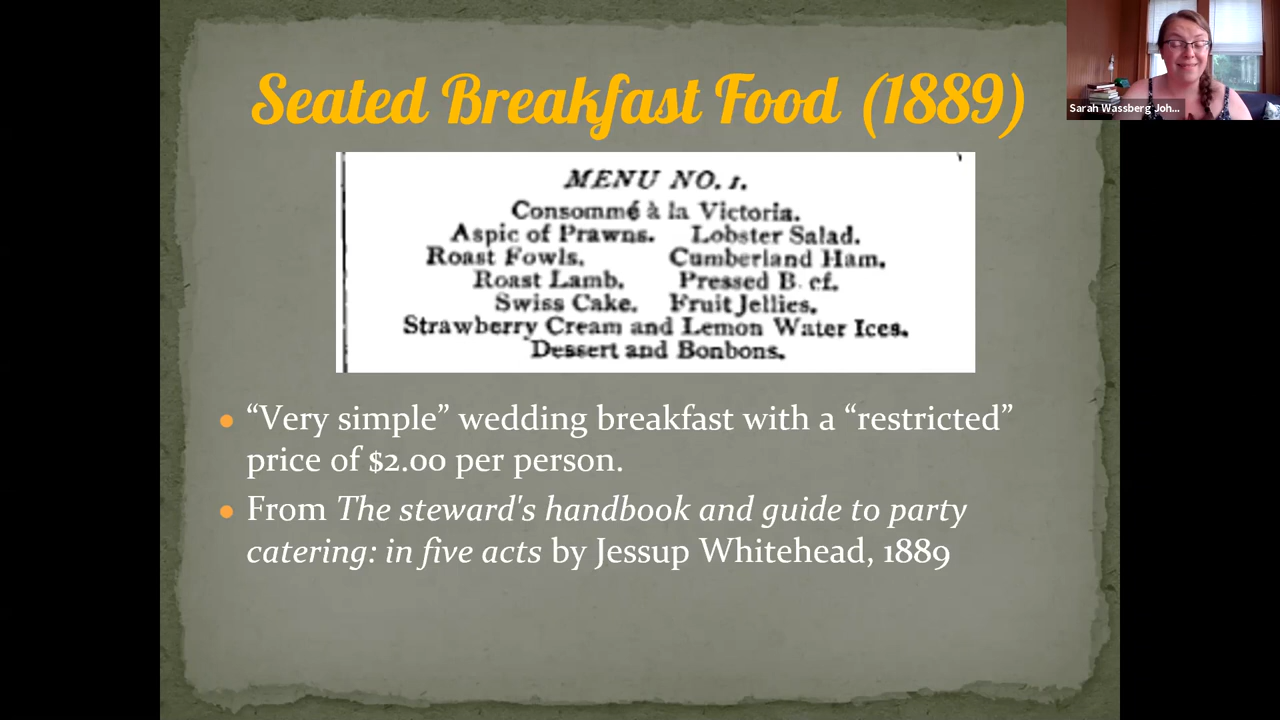 Seated Breakfast Food (1889)
Sarah Wassberg Joh...
MENU NO. 1.
Consommé à la Victoria.
Aspic of Prawns. Lobster Salad.
Roast Fowls. Cumberland Ham.
Roast Lamb. Pressed B. ef.
Swiss Cake. Fruit Jellies.
Strawberry Cream and Lemon Water Ices.
Dessert and Bonbons.
• “Very simple” wedding breakfast with a “restricted”
price of $2.00 per person.
• From The steward's handbook and guide to party
catering: in five acts by Jessup Whitehead, 1889